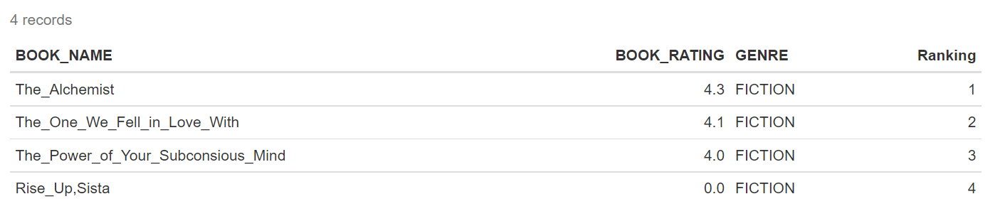 4 records
BOOK_NAME BOOK_RATING GENRE Ranking
The_Alchemist 4.3 FICTION 1
The_One_We_Fell_in_Love_With 4.1 FICTION 2
The_Power_of_Your_Subconsious_Mind 4.0 FICTION 3
Rise_Up,Sista 0.0 FICTION 4